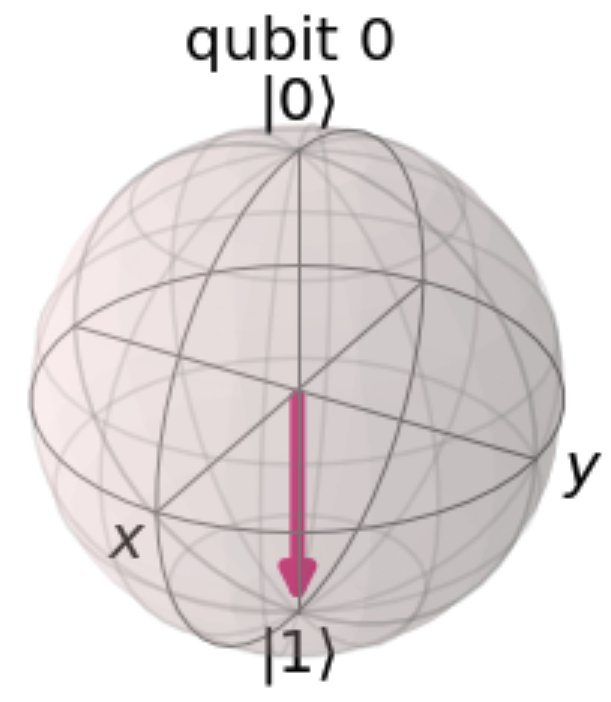 qubit 0
|0⟩
y
x
|1⟩